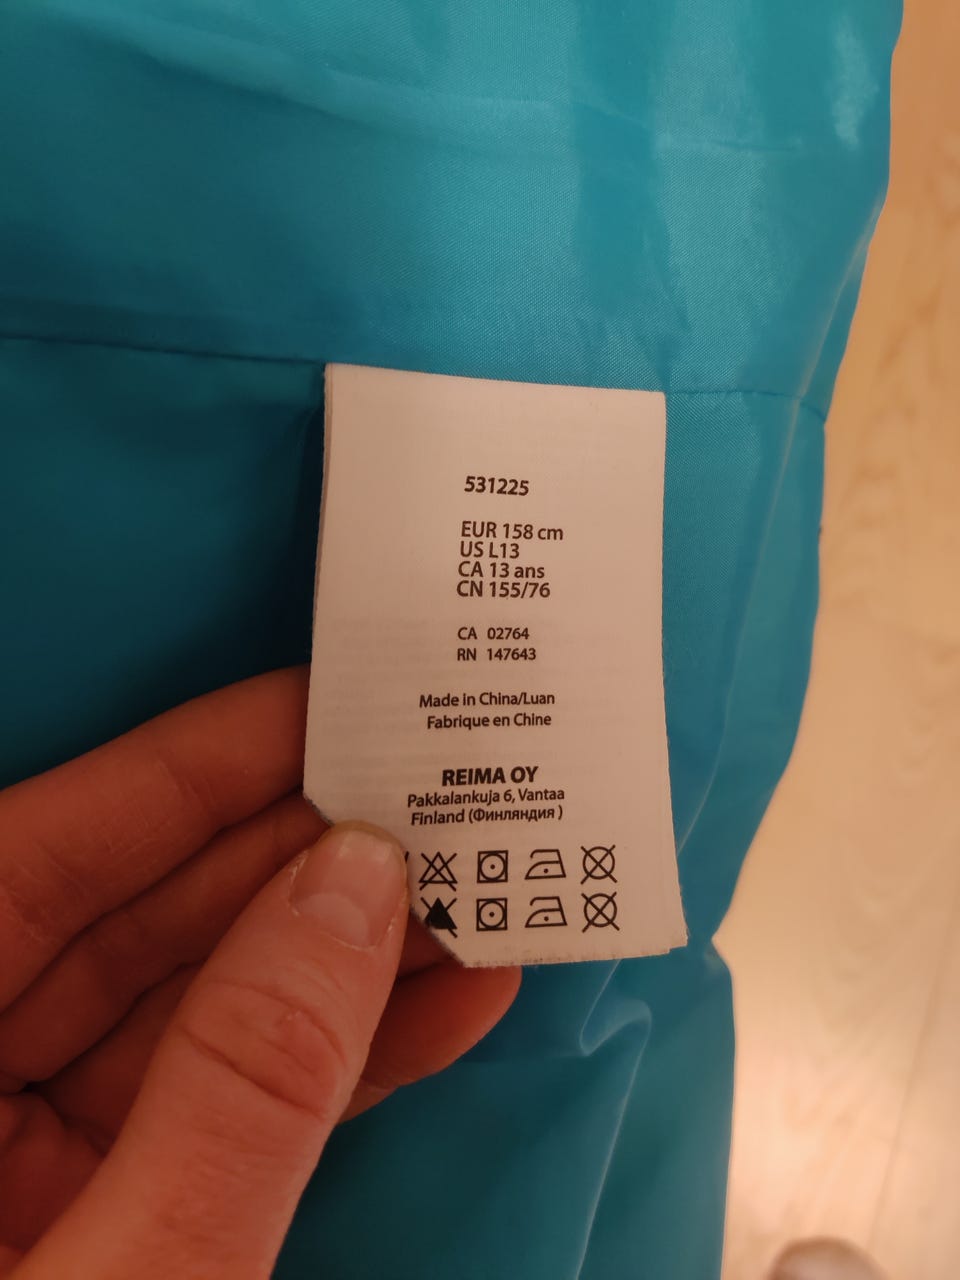 531225
EUR 158 cm
US L13
CA 13 ans
CN 155/76
CA 02764
RN 147643
Made in China/Luan
Fabrique en Chine
REIMA OY
Pakkalankuja 6, Vantaa
Finland (Финляндия )